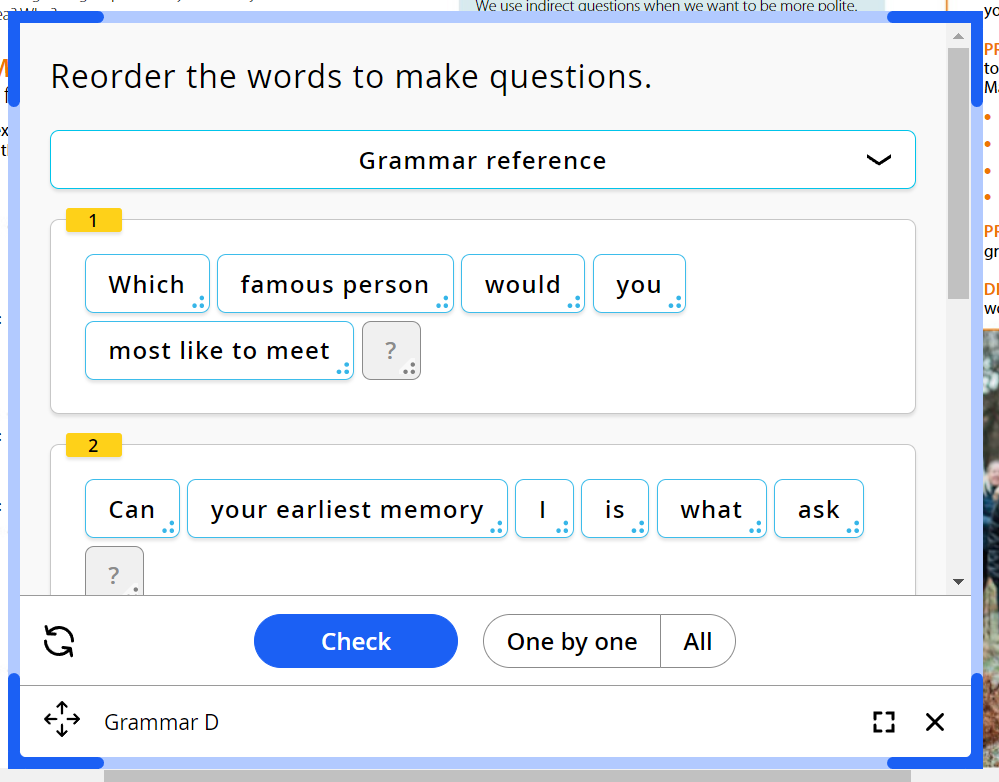 We use indirect questions when we want to be more polite.
Reorder the words to make questions.
Grammar reference
1
Which famous person would you
most like to meet ?
2
Can your earliest memory I is what ask
?
Check One by one All
Grammar D